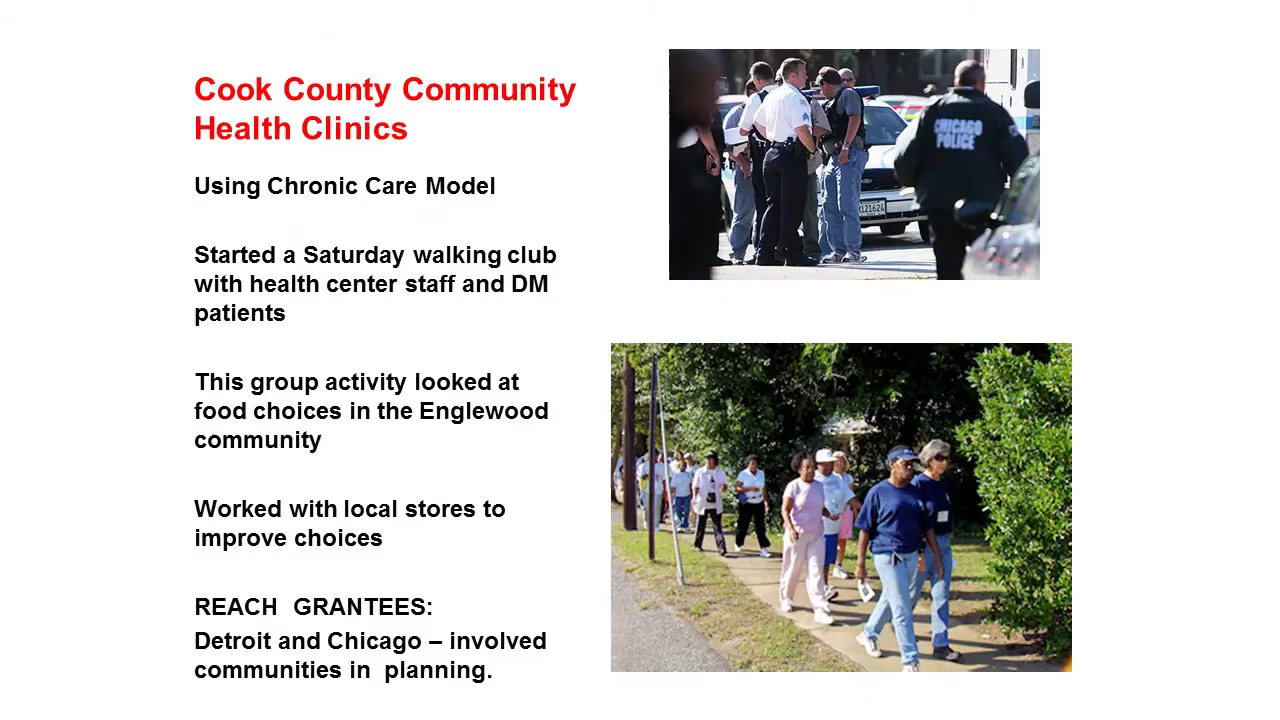 Cook County Community
Health Clinics
Using Chronic Care Model
Started a Saturday walking club
with health center staff and DM
patients
This group activity looked at
food choices in the Englewood
community
Worked with local stores to
improve choices
REACH GRANTEES:
Detroit and Chicago – involved
communities in planning.
CHICAGO
POLICE